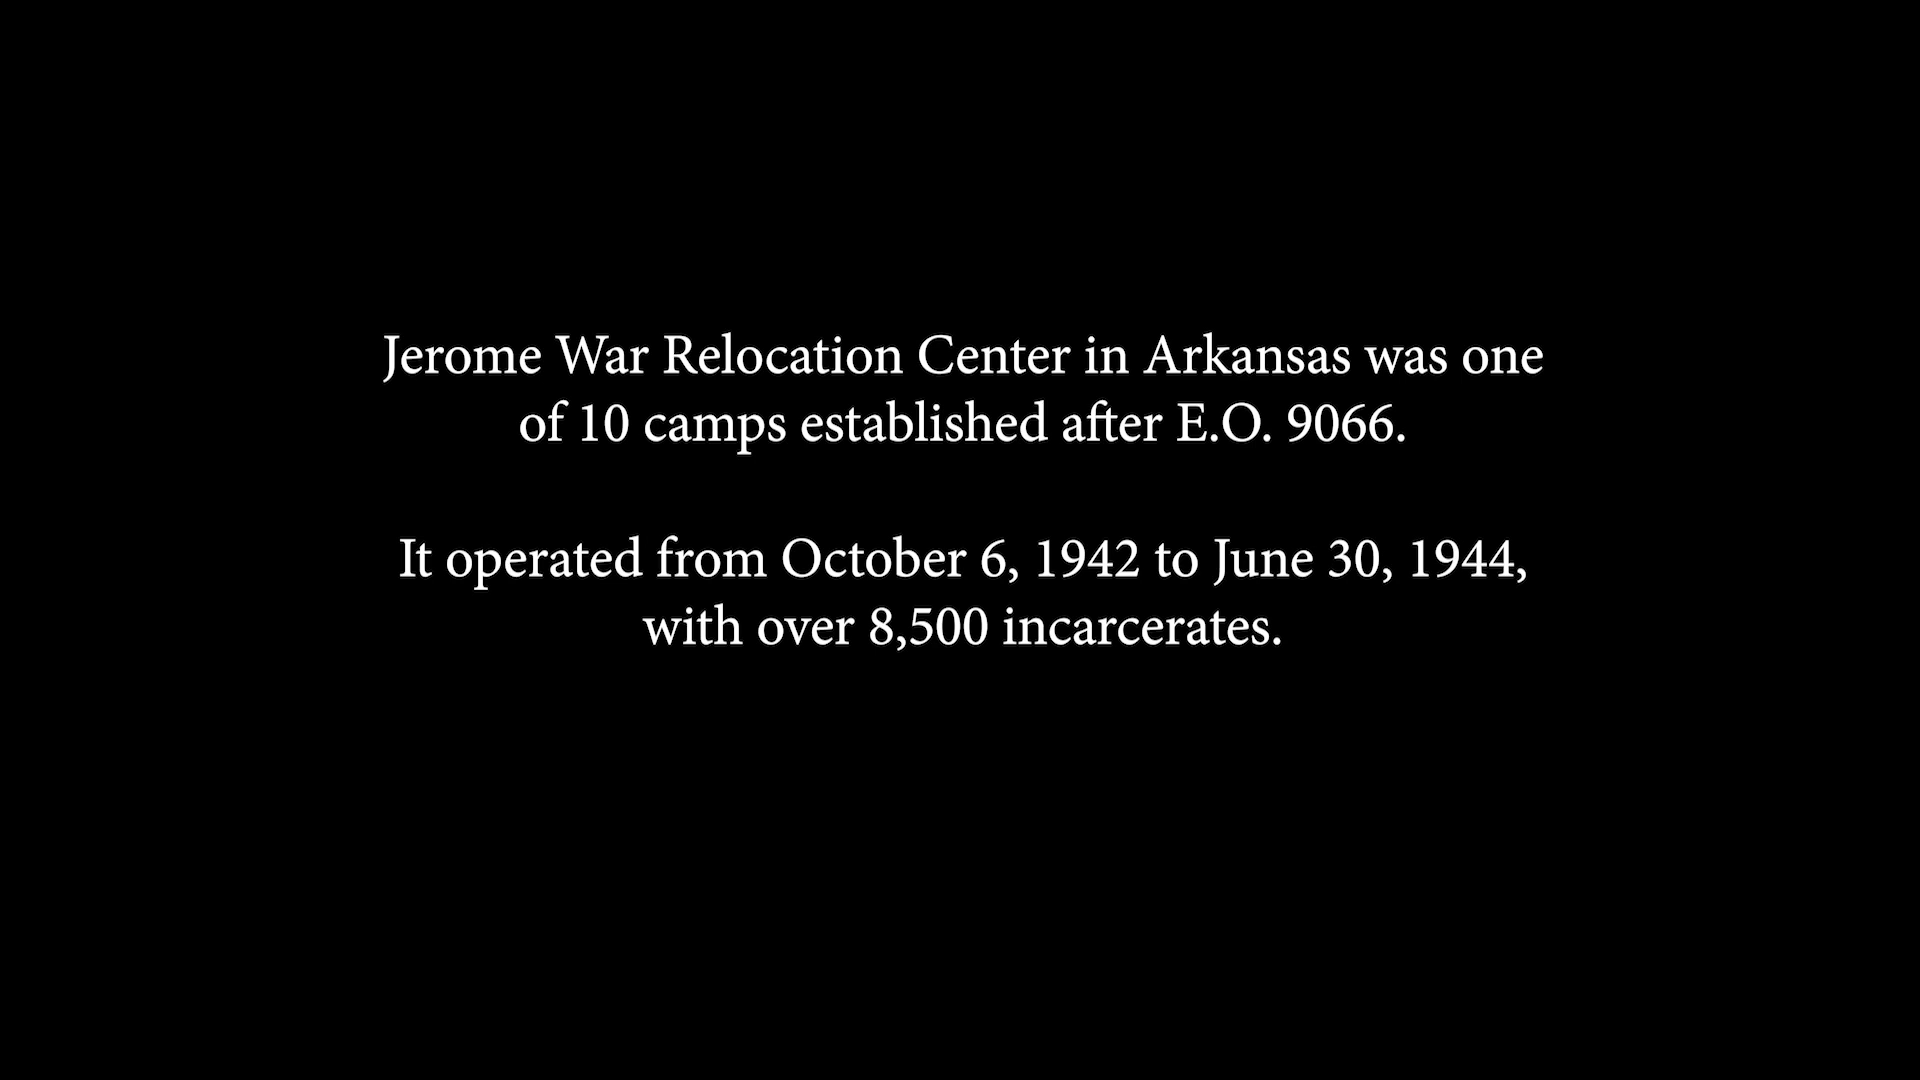 Jerome War Relocation Center in Arkansas was one
of 10 camps established after E.O. 9066.
It operated from October 6, 1942 to June 30, 1944,
with over 8,500 incarcerates.